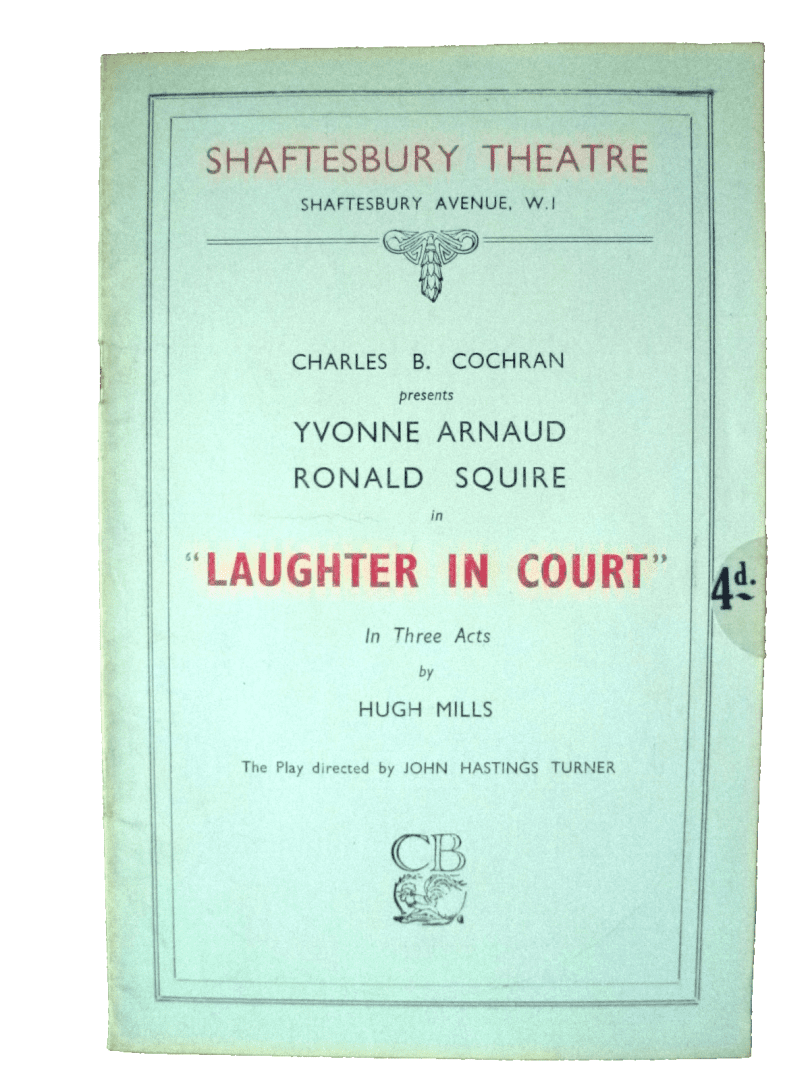 SHAFTESBURY THEATRE
SHAFTESBURY AVENUE, W.1
CHARLES B. COCHRAN
presents
YVONNE ARNAUD
RONALD SQUIRE
in
“LAUGHTER IN COURT”
4d.
In Three Acts
by
HUGH MILLS
The Play directed by JOHN HASTINGS TURNER
CB